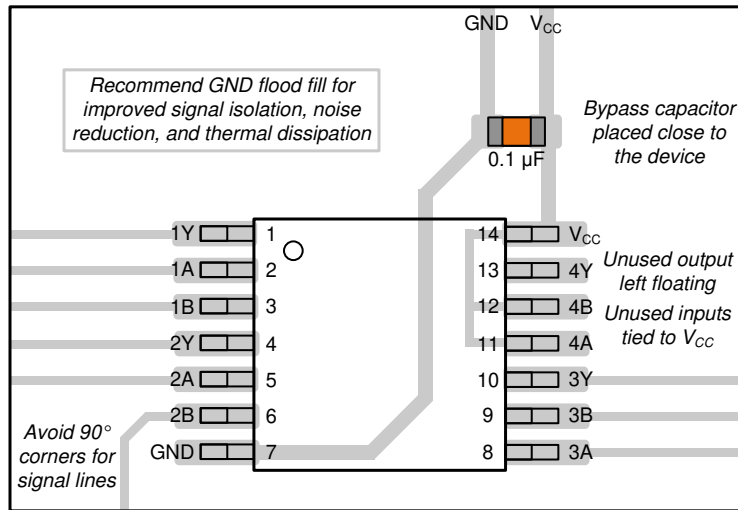 GND VCC
Recommend GND flood fill for
improved signal isolation, noise
reduction, and thermal dissipation
Bypass capacitor
placed close to
the device
0.1 µF
1Y 1 14 VCC
1A 2 13 4Y
Unused output
left floating
1B 3 12 4B
Unused inputs
tied to VCC
2Y 4 11 4A
2A 5 10 3Y
2B 6 9 3B
GND 7 8 3A
Avoid 90°
corners for
signal lines